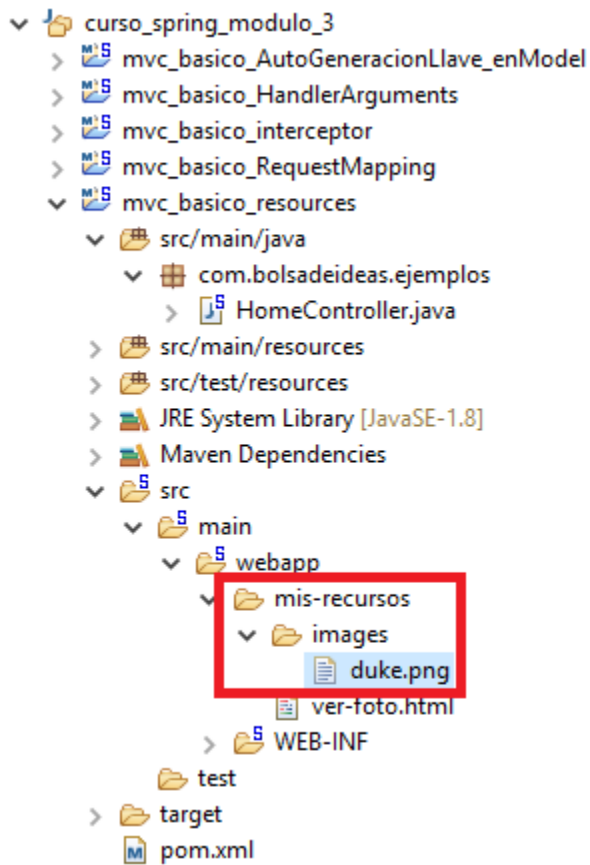 curso_spring_modulo_3
mvc_basico_AutoGeneracionLlave_enModel
mvc_basico_HandlerArguments
mvc_basico_interceptor
mvc_basico_RequestMapping
mvc_basico_resources
src/main/java
com.bolsadeideas.ejemplos
HomeController.java
src/main/resources
src/test/resources
JRE System Library [JavaSE-1.8]
Maven Dependencies
src
main
webapp
mis-recursos
images
duke.png
ver-foto.html
WEB-INF
test
target
pom.xml